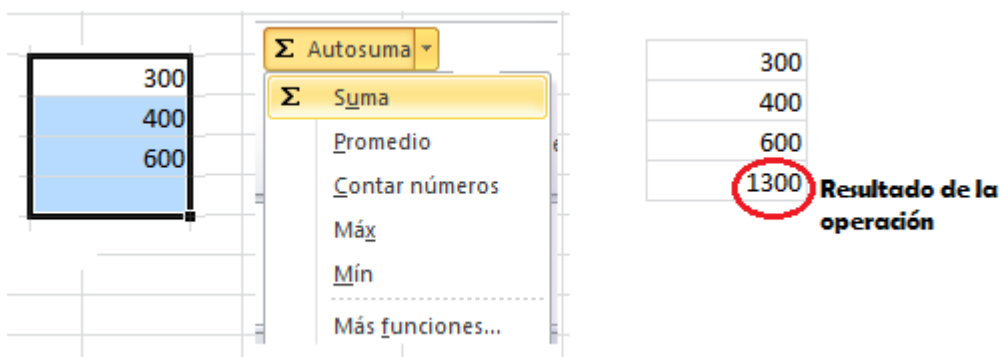 300
400
600
Σ Autosuma
Σ Suma
Promedio
Contar números
Máx
Mín
Más funciones...
300
400
600
1300
Resultado de la
operación